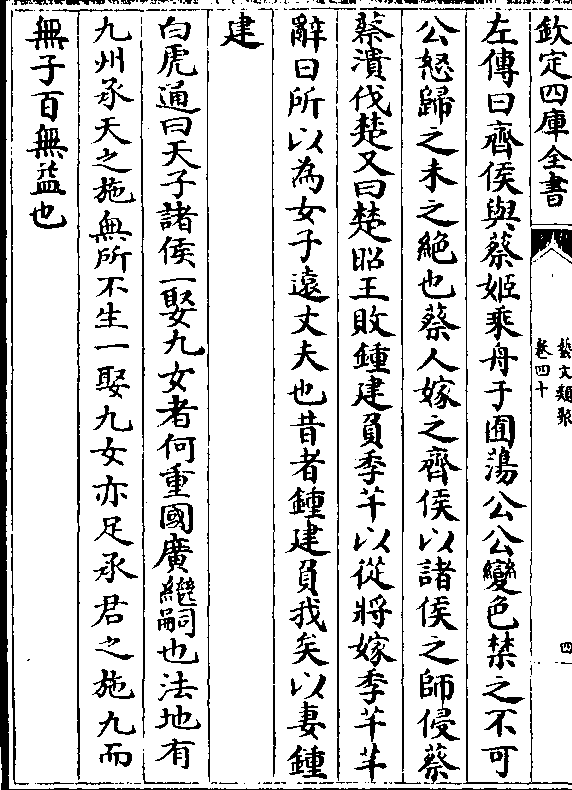 欽定四庫全書
藝文類聚
卷四十
四
左傳曰齊侯與蔡姬乘舟于囿蕩公公變色禁之不可
公怒歸之未之絶也蔡人嫁之齊侯以諸侯之師侵蔡
蔡潰伐楚又曰楚昭王敗鍾建負季芊以從將嫁季芊芊
辭曰所以為女子遠丈夫也昔者鍾建負我矣以妻鍾
建
白虎通曰天子諸侯一娶九女者何重國廣繼嗣也法地有
九州承天之施無所不生一娶九女亦足承君之施九而
無子百無益也